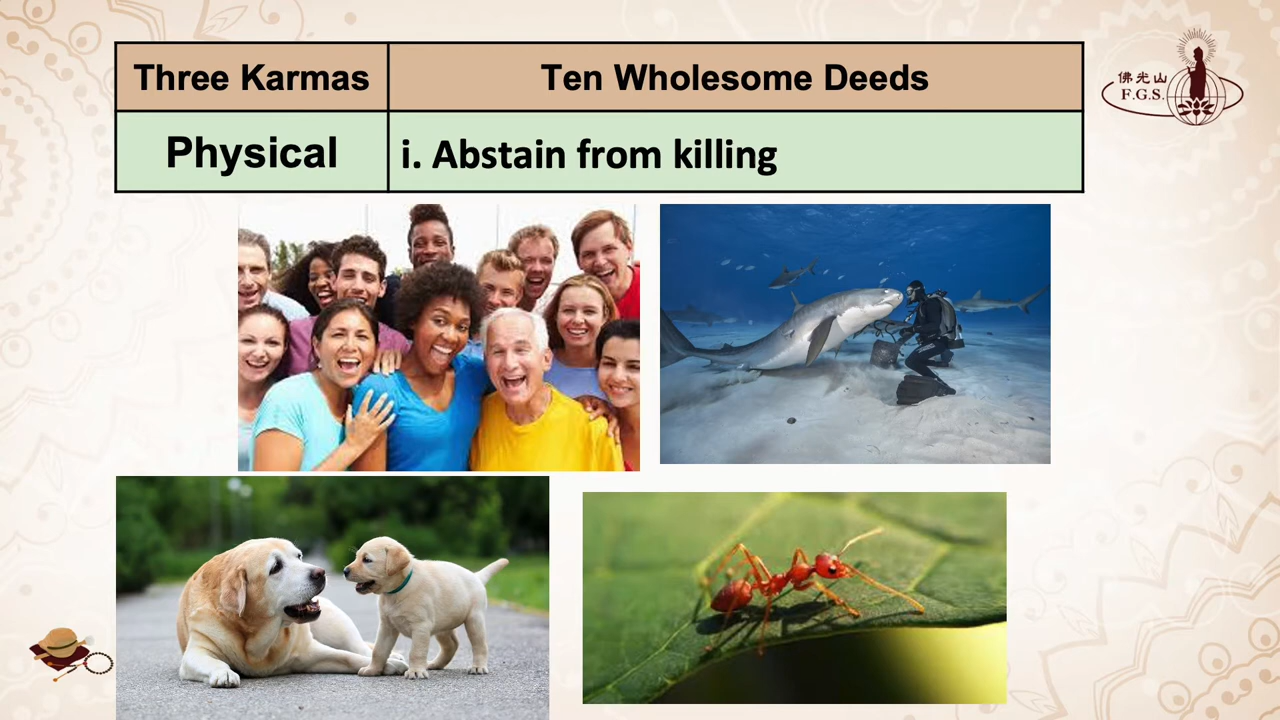 Three Karmas
Ten Wholesome Deeds
Physical
i. Abstain from killing
佛光山
F.G.S.